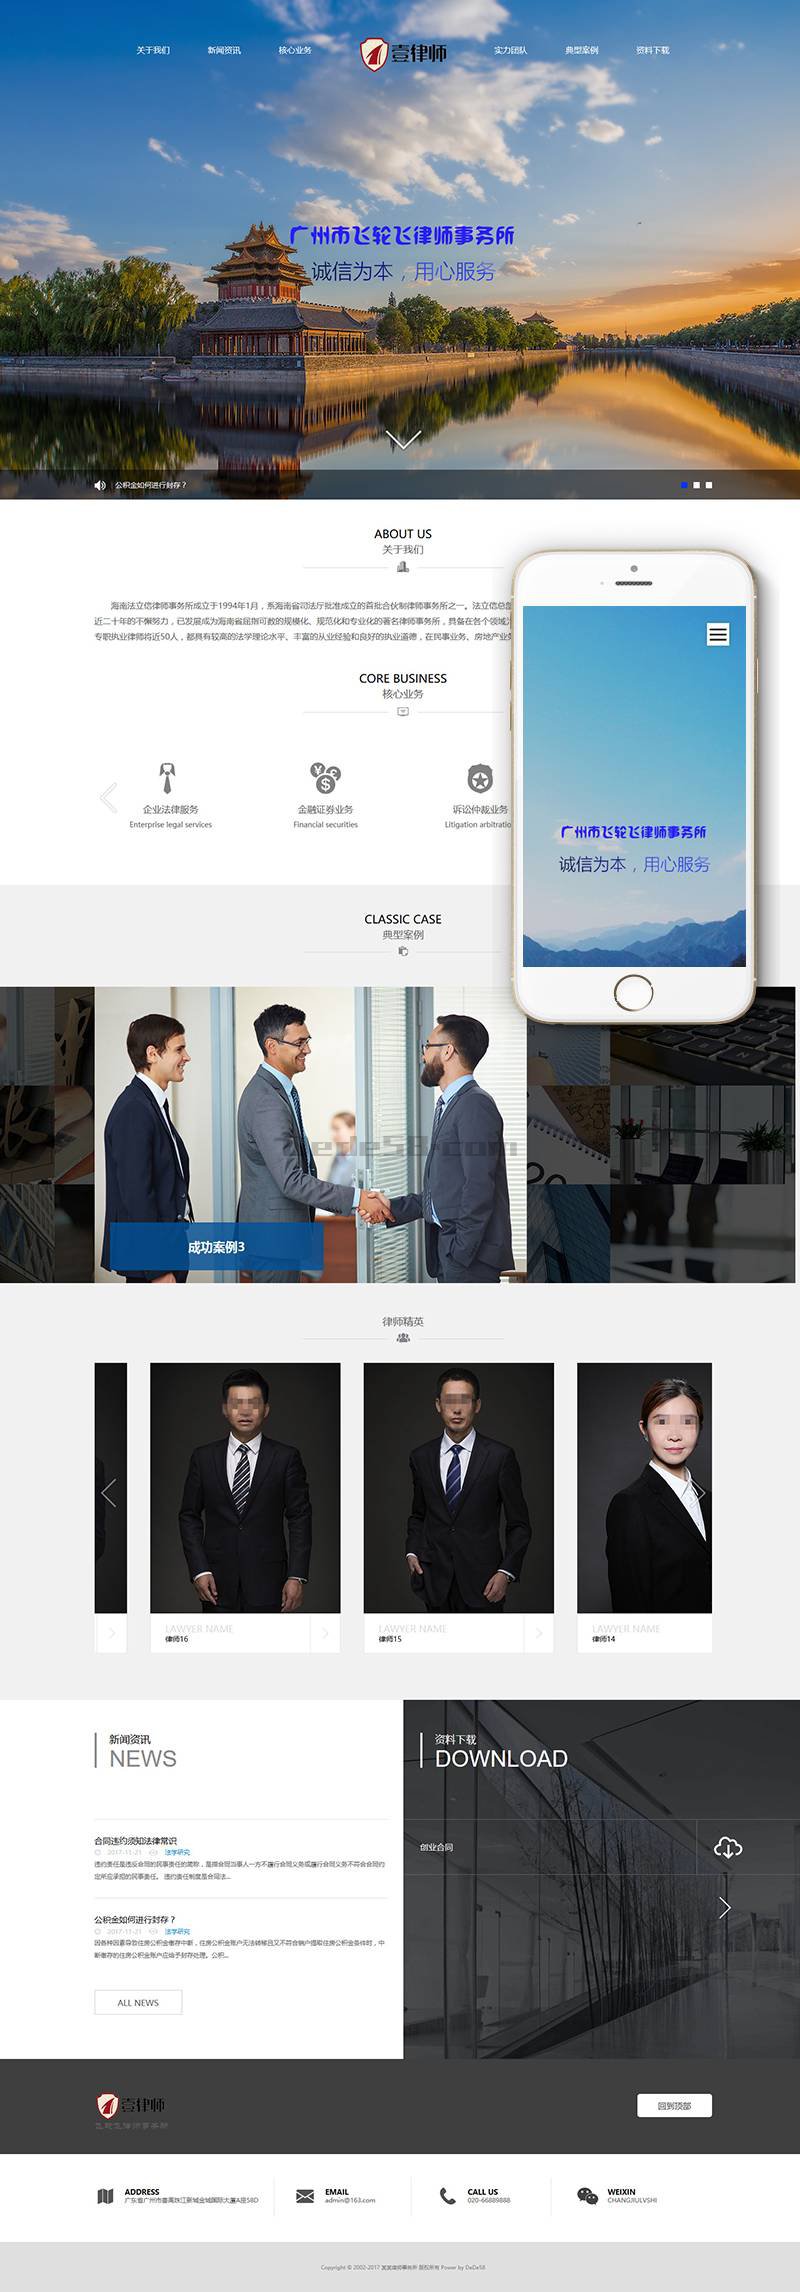 关于我们
新闻资讯
核心业务
壹律师
实力团队
典型案例
资料下载
广州市飞轮飞律师事务所
诚信为本，用心服务
公积金如何进行封存？
ABOUT US
关于我们
海南法立信律师事务所成立于1994年1月，系海南省司法厅批准成立的首批合伙制律师事务所之一。法立信总部
近二十年的不懈努力，已发展成为海南省屈指可数的规模化、规范化和专业化的著名律师事务所，具备在各个领域为
专职执业律师将近50人，都具有较高的法学理论水平、丰富的从业经验和良好的执业道德，在民事业务、房地产业务
CORE BUSINESS
核心业务
企业法律服务
Enterprise legal services
金融证券业务
Financial securities
诉讼仲裁业务
Litigation arbitratio
广州市飞轮飞律师事务所
诚信为本，用心服务
CLASSIC CASE
典型案例
Dede58.com
成功案例3
律师精英
LAWYER NAME
律师16
LAWYER NAME
律师15
LAWYER NAME
律师14
新闻资讯
NEWS
合同违约须知法律常识
2017-11-21 法学研究
违约责任是违反合同的民事责任的简称，是指合同当事人一方不履行合同义务或履行合同义务不符合合同约
定所应承担的民事责任。 违约责任制度是合同法...
公积金如何进行封存？
2017-11-21 法学研究
因各种因素导致住房公积金缴存中断，住房公积金账户无法转移且又不符合销户提取住房公积金条件时，中
断缴存的住房公积金账户应给予封存处理。公积...
ALL NEWS
资料下载
DOWNLOAD
创业合同
壹律师
飞轮飞律师事务所
回到顶部
ADDRESS
广东省广州市番禺珠江新城金城国际大厦A座58D
EMAIL
admin@163.com
CALL US
020-66889888
WEIXIN
CHANGJIULVSHI
Copyright © 2002-2017 某某律师事务所 版权所有 Power by DeDe58